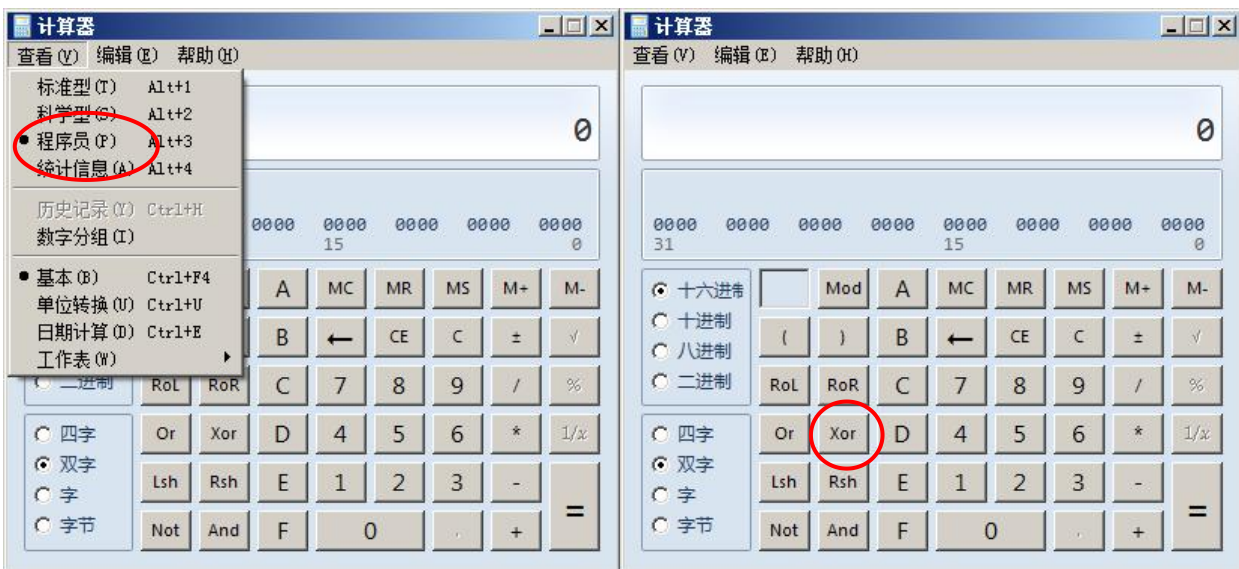 计算器
查看(V) 编辑(E) 帮助(H)
标准型(T) Alt+1
科学型(S) Alt+2
程序员(P) Alt+3
统计信息(A) Alt+4
历史记录(Y) Ctrl+H
数字分组(I)
基本(B) Ctrl+F4
单位转换(U) Ctrl+U
日期计算(D) Ctrl+E
工作表(W)
0
0000 0000 0000 0000 0000
15 0
A MC MR MS M+ M-
B ← CE C ± √
二进制 RoL RoR C 7 8 9 / %
四字 Or Xor D 4 5 6 * 1/x
双字
字 Lsh Rsh E 1 2 3 - =
字节 Not And F 0 . +
计算器
查看(V) 编辑(E) 帮助(H)
0
0000 0000 0000 0000 0000 0000 0000 0000
31 15 0
十六进制 Mod A MC MR MS M+ M-
十进制 ( ) B ← CE C ± √
八进制
二进制 RoL RoR C 7 8 9 / %
四字 Or Xor D 4 5 6 * 1/x
双字
字 Lsh Rsh E 1 2 3 - =
字节 Not And F 0 . +